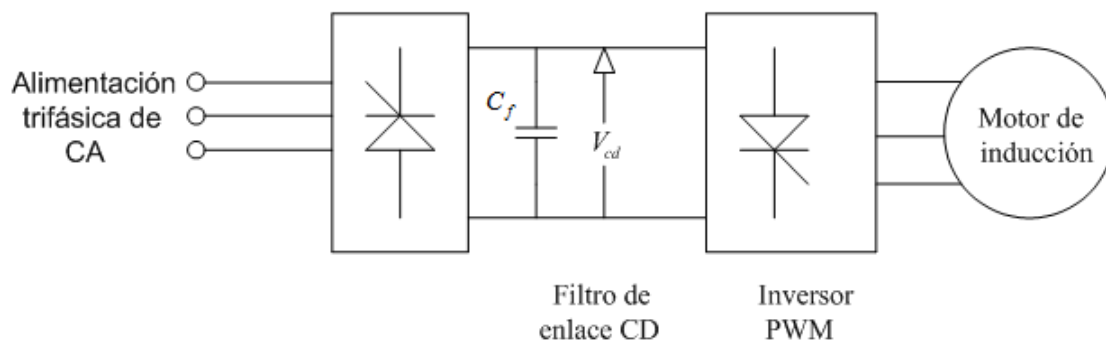 Alimentación
trifásica de
CA
C_f
V_cd
Motor de
inducción
Filtro de
enlace CD
Inversor
PWM